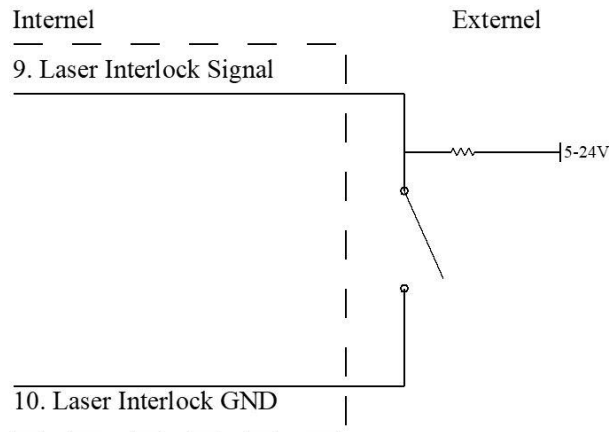 Internel
Externel
9. Laser Interlock Signal
5-24V
10. Laser Interlock GND